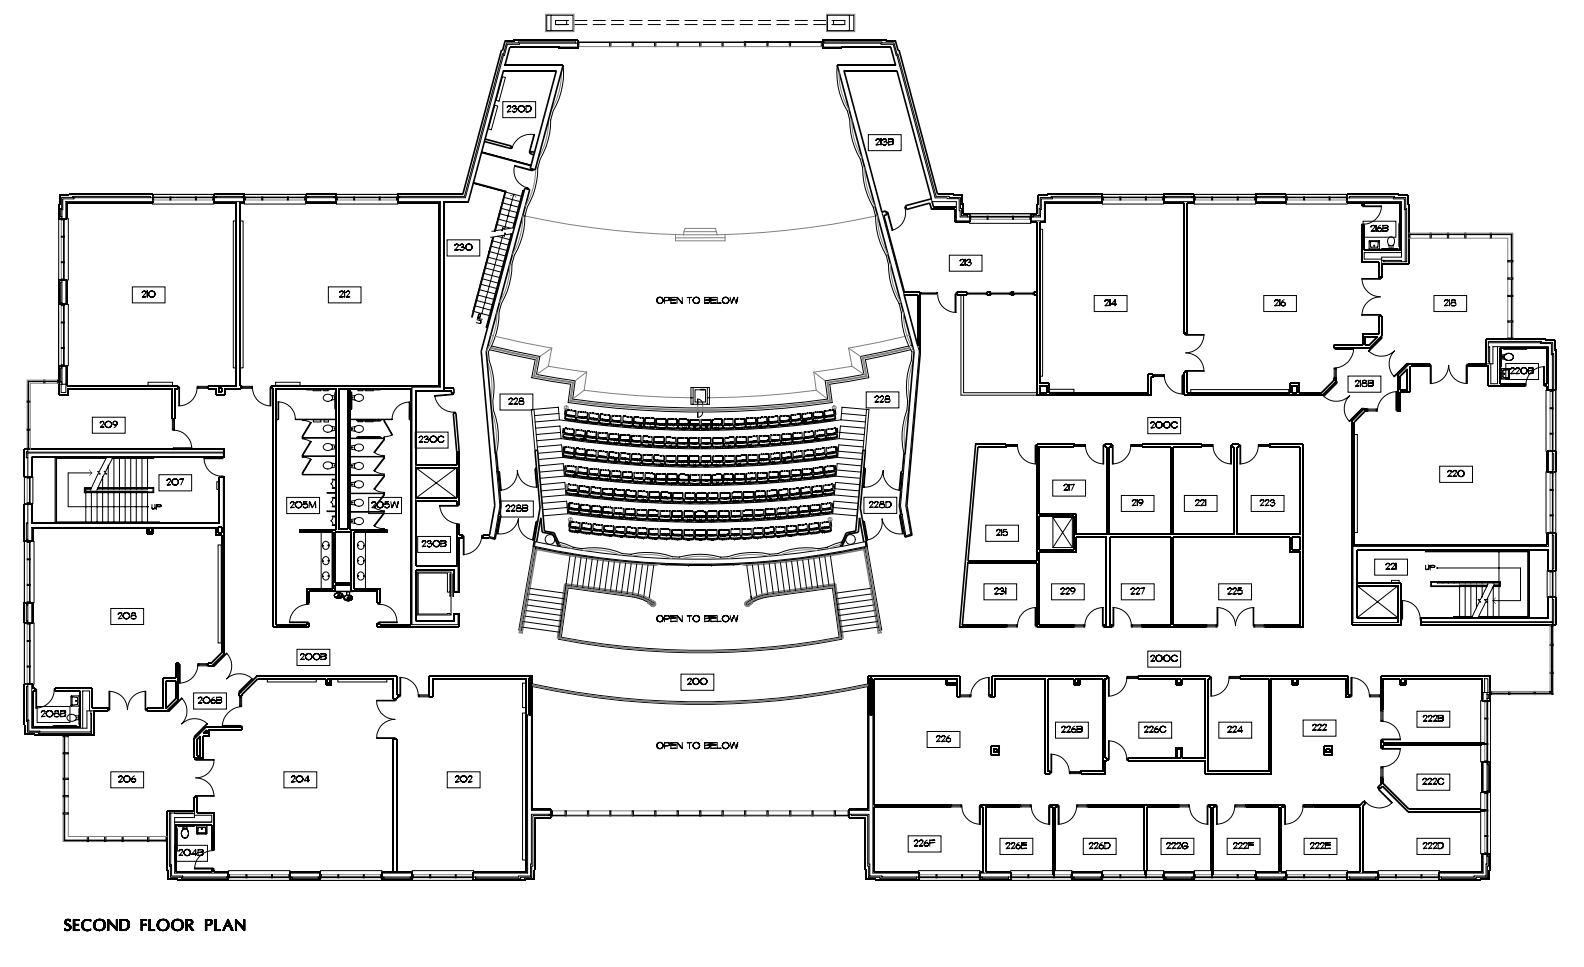 230D
213B
216B
230
213
210
212
OPEN TO BELOW
214
216
218
220B
218B
228
228
209
200C
230C
220
207
217
205M
205W
UP
228B
228D
219
221
223
215
230B
221
UP
231
229
227
225
208
OPEN TO BELOW
200B
200C
200
206B
208B
226
226B
226C
224
222
222B
OPEN TO BELOW
206
204
202
222C
204B
226F
226E
226D
222G
222F
222E
222D
SECOND FLOOR PLAN